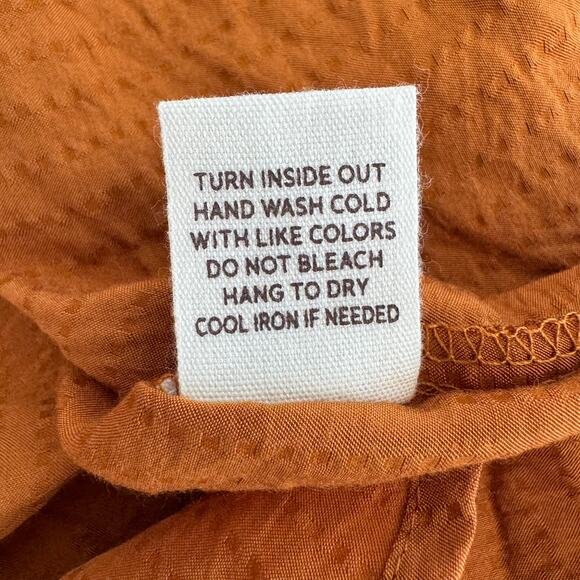 TURN INSIDE OUT
HAND WASH COLD
WITH LIKE COLORS
DO NOT BLEACH
HANG TO DRY
COOL IRON IF NEEDED